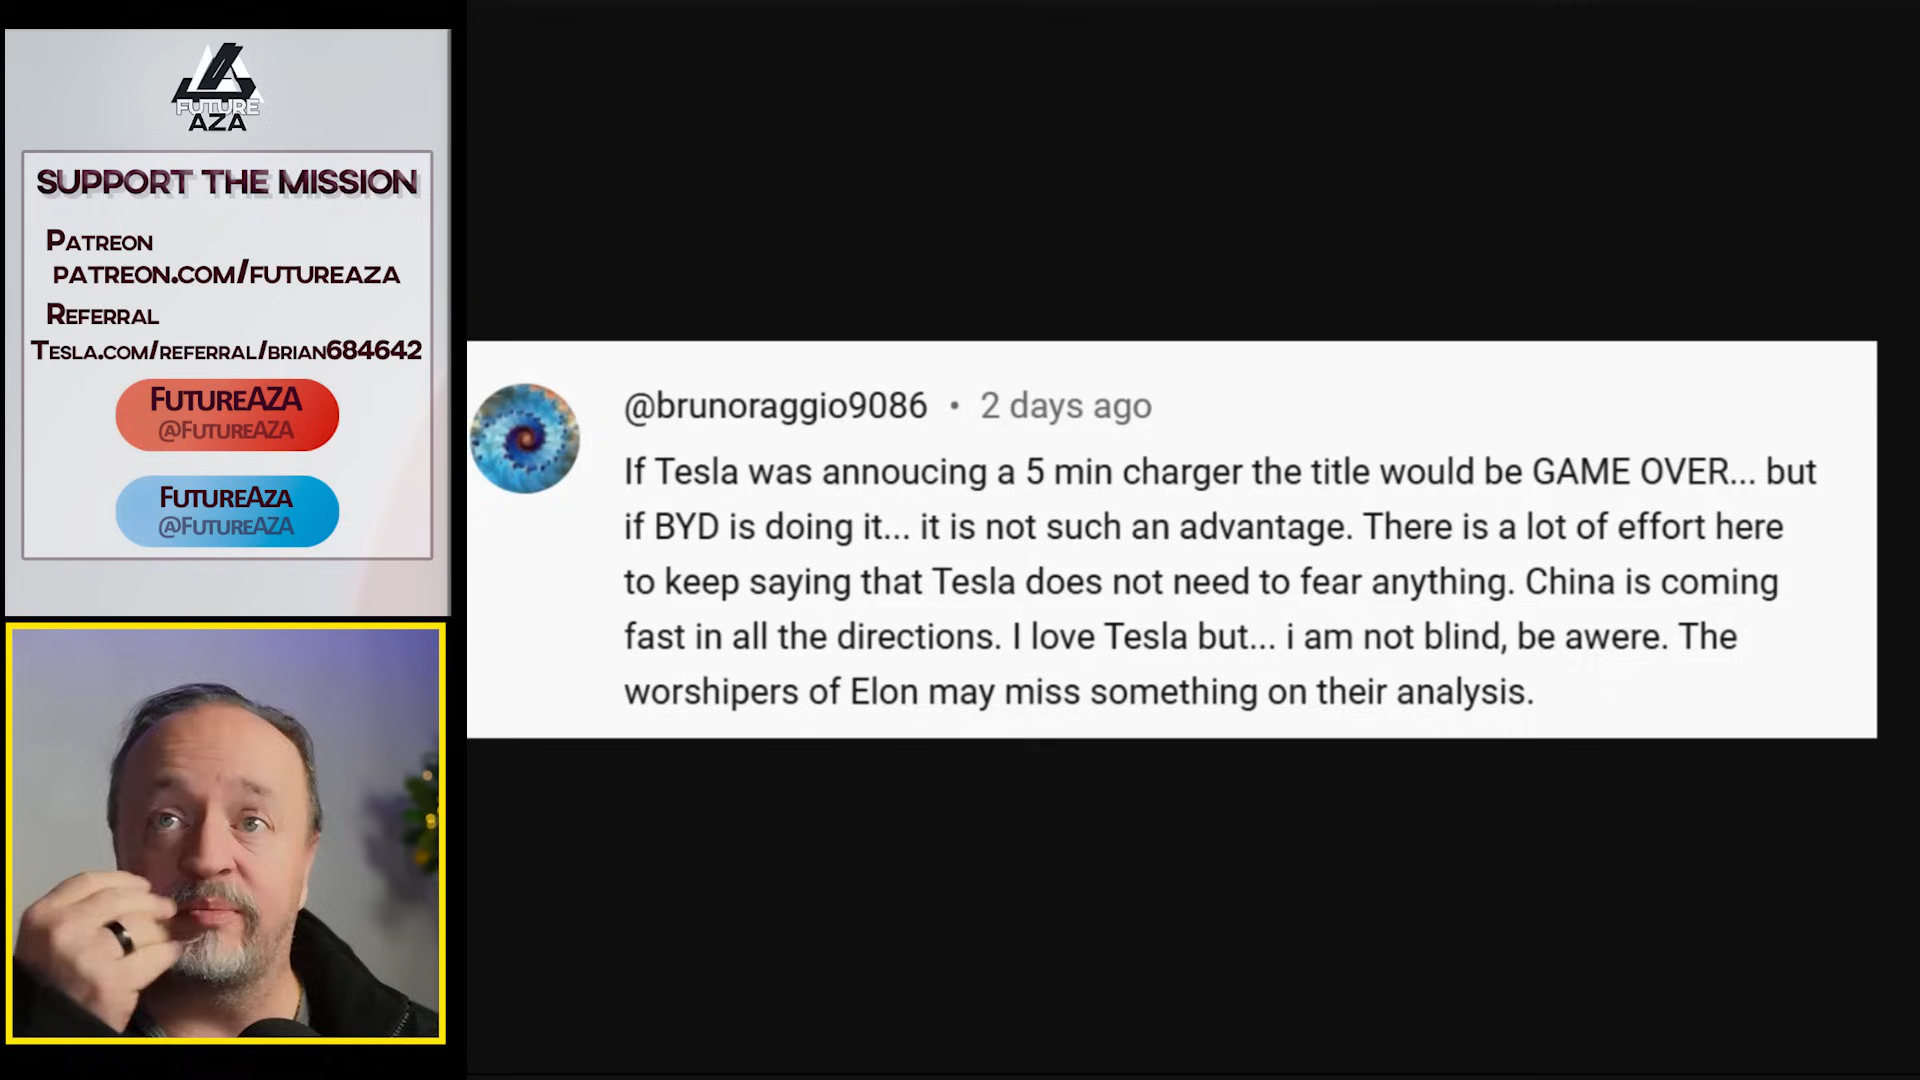 FUTURE
AZA
SUPPORT THE MISSION
PATREON
PATREON.COM/FUTUREAZA
REFERRAL
TESLA.COM/REFERRAL/BRIAN684642
FUTUREAZA
@FUTUREAZA
FUTUREAZA
@FUTUREAZA
@brunoraggio9086 • 2 days ago
If Tesla was annoucing a 5 min charger the title would be GAME OVER... but
if BYD is doing it... it is not such an advantage. There is a lot of effort here
to keep saying that Tesla does not need to fear anything. China is coming
fast in all the directions. I love Tesla but... i am not blind, be awere. The
worshipers of Elon may miss something on their analysis.